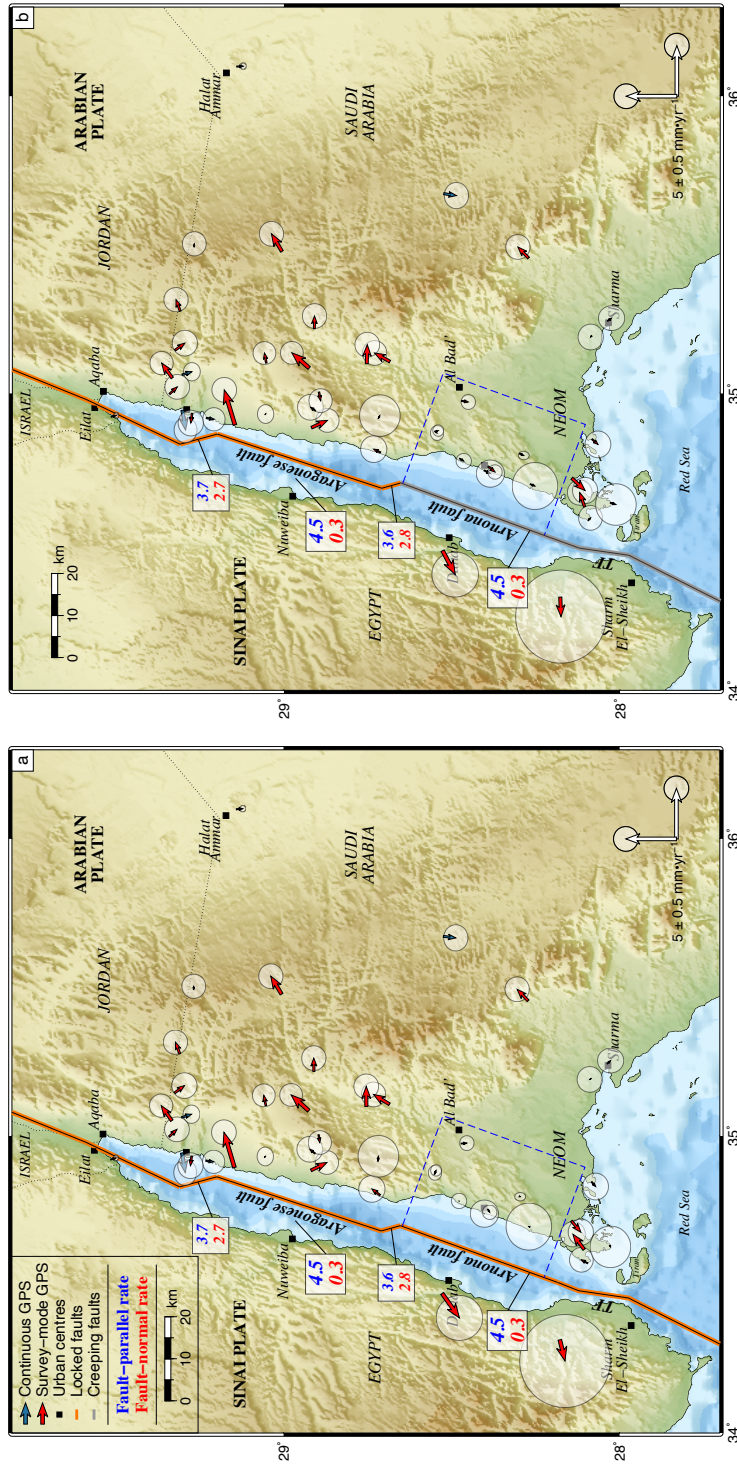 a
Continuous GPS
Survey−mode GPS
Urban centres
Locked faults
Creeping faults
Fault−parallel rate
Fault−normal rate
km
0
20
ISRAEL
Eilat
Aqaba
JORDAN
ARABIAN
PLATE
Halat
Ammar
SAUDI
ARABIA
SINAI PLATE
EGYPT
Nuweiba
Aragonese fault
3.7
2.7
4.5
0.3
3.6
2.8
Arnona fault
4.5
0.3
Al Bad'
NEOM
Sharma
TF
Sharm
El−Sheikh
Tiran
Red Sea
5 ± 0.5 mm•yr⁻¹
29°
28°
34°
35°
36°
b
km
0
20
ISRAEL
Eilat
Aqaba
JORDAN
ARABIAN
PLATE
Halat
Ammar
SAUDI
ARABIA
SINAI PLATE
EGYPT
Nuweiba
Aragonese fault
3.7
2.7
4.5
0.3
3.6
2.8
Arnona fault
4.5
0.3
Al Bad'
NEOM
Sharma
TF
Sharm
El−Sheikh
Tiran
Red Sea
5 ± 0.5 mm•yr⁻¹
29°
28°
34°
35°
36°